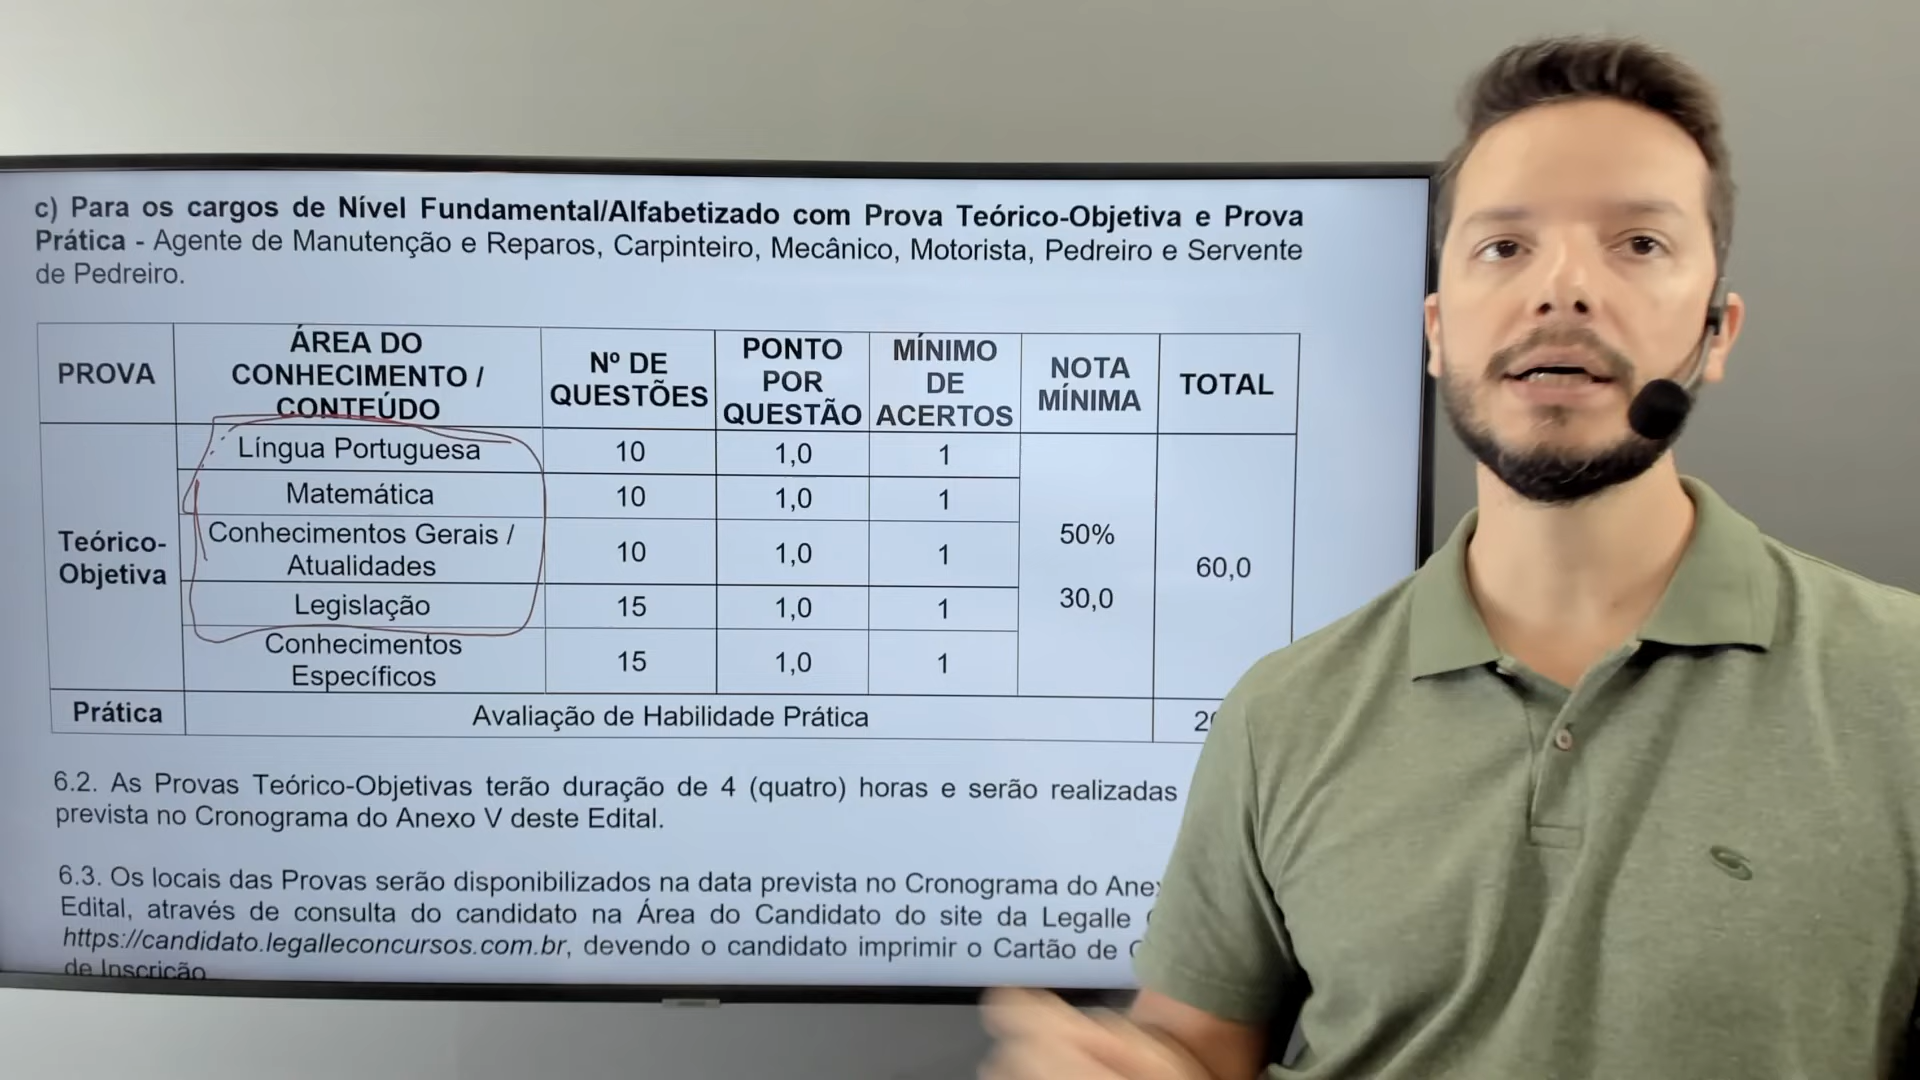 c) Para os cargos de Nível Fundamental/Alfabetizado com Prova Teórico-Objetiva e Prova
Prática - Agente de Manutenção e Reparos, Carpinteiro, Mecânico, Motorista, Pedreiro e Servente
de Pedreiro.
PROVA
ÁREA DO
CONHECIMENTO /
CONTEÚDO
Nº DE
QUESTÕES
PONTO
POR
QUESTÃO
MÍNIMO
DE
ACERTOS
NOTA
MÍNIMA
TOTAL
Teórico-
Objetiva
Língua Portuguesa 10 1,0 1
Matemática 10 1,0 1
Conhecimentos Gerais /
Atualidades
10 1,0 1
Legislação 15 1,0 1
Conhecimentos
Específicos
15 1,0 1
50%
30,0
60,0
Prática Avaliação de Habilidade Prática
6.2. As Provas Teórico-Objetivas terão duração de 4 (quatro) horas e serão realizadas
prevista no Cronograma do Anexo V deste Edital.
6.3. Os locais das Provas serão disponibilizados na data prevista no Cronograma do
Edital, através de consulta do candidato na Área do Candidato do site da Legalle
https://candidato.legalleconcursos.com.br, devendo o candidato imprimir o Cartão de
de Inscrição